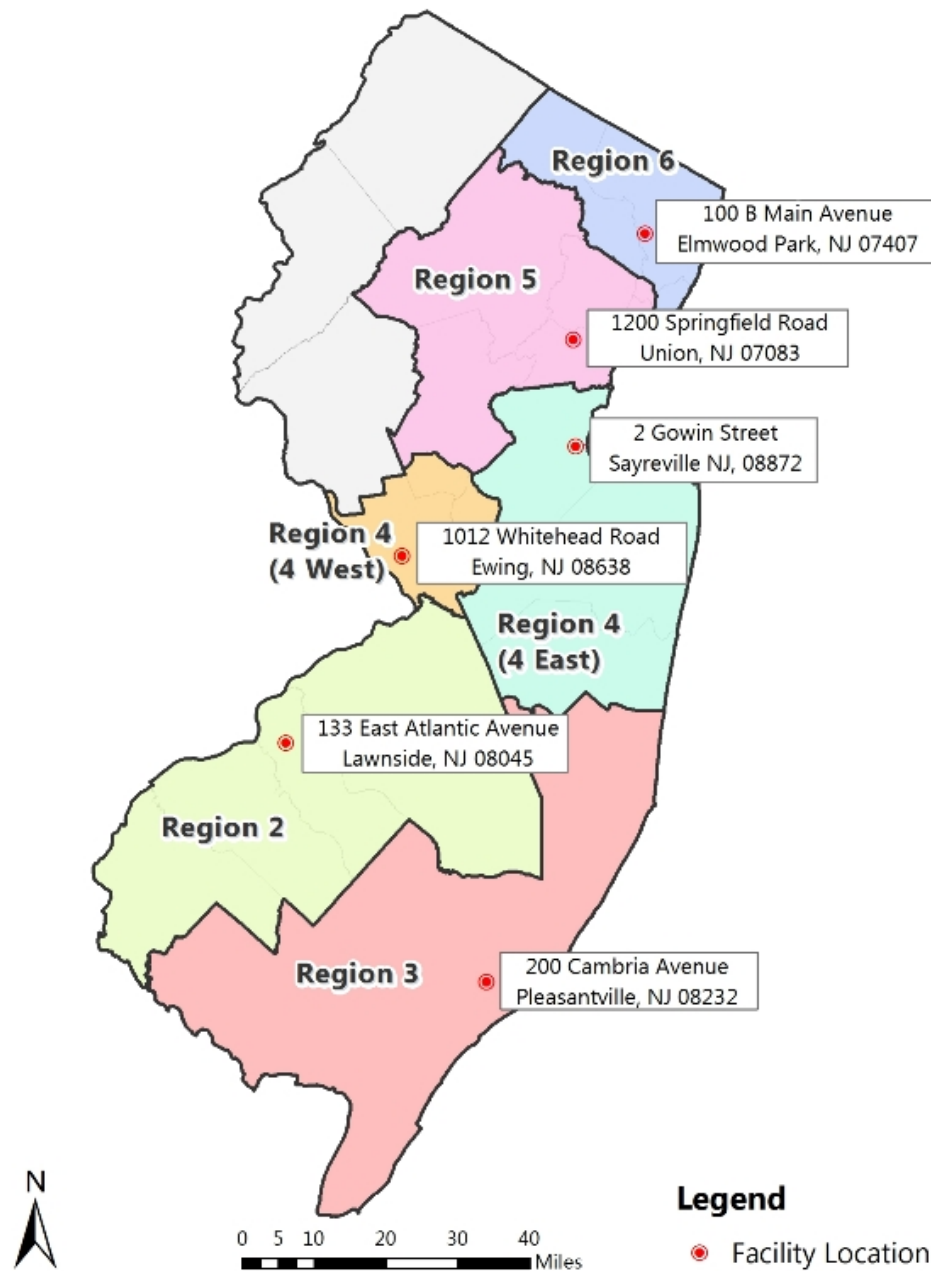 Region 6
100 B Main Avenue
Elmwood Park, NJ 07407
Region 5
1200 Springfield Road
Union, NJ 07083
2 Gowin Street
Sayreville NJ, 08872
Region 4
(4 West)
1012 Whitehead Road
Ewing, NJ 08638
Region 4
(4 East)
133 East Atlantic Avenue
Lawnside, NJ 08045
Region 2
Region 3
200 Cambria Avenue
Pleasantville, NJ 08232
N
0 5 10 20 30 40
Miles
Legend
Facility Location